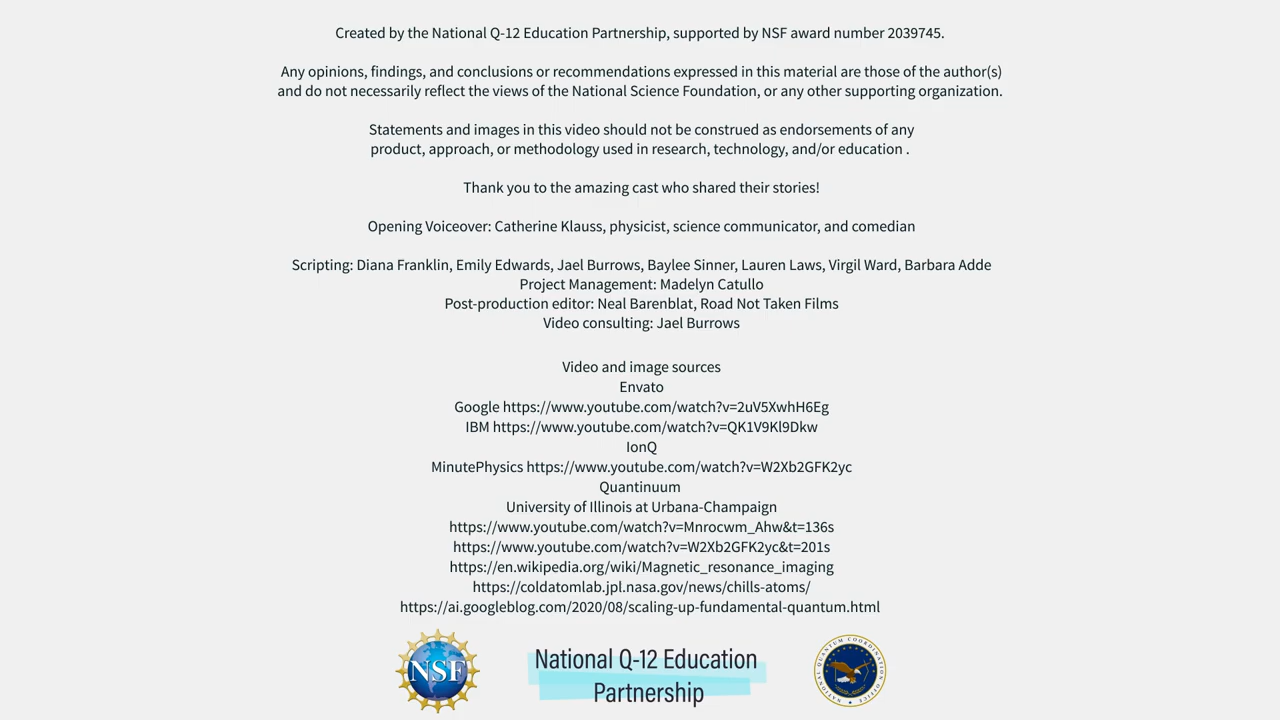 Created by the National Q-12 Education Partnership, supported by NSF award number 2039745.
Any opinions, findings, and conclusions or recommendations expressed in this material are those of the author(s)
and do not necessarily reflect the views of the National Science Foundation, or any other supporting organization.
Statements and images in this video should not be construed as endorsements of any
product, approach, or methodology used in research, technology, and/or education .
Thank you to the amazing cast who shared their stories!
Opening Voiceover: Catherine Klauss, physicist, science communicator, and comedian
Scripting: Diana Franklin, Emily Edwards, Jael Burrows, Baylee Sinner, Lauren Laws, Virgil Ward, Barbara Adde
Project Management: Madelyn Catullo
Post-production editor: Neal Barenblat, Road Not Taken Films
Video consulting: Jael Burrows
Video and image sources
Envato
Google https://www.youtube.com/watch?v=2uV5XwhH6Eg
IBM https://www.youtube.com/watch?v=QK1V9Kl9Dkw
IonQ
MinutePhysics https://www.youtube.com/watch?v=W2Xb2GFK2yc
Quantinuum
University of Illinois at Urbana-Champaign
https://www.youtube.com/watch?v=Mnrocwm_Ahw&t=136s
https://www.youtube.com/watch?v=W2Xb2GFK2yc&t=201s
https://en.wikipedia.org/wiki/Magnetic_resonance_imaging
https://coldatomlab.jpl.nasa.gov/news/chills-atoms/
https://ai.googleblog.com/2020/08/scaling-up-fundamental-quantum.html
NSF
National Q-12 Education
Partnership
NATIONAL QUANTUM COORDINATION OFFICE